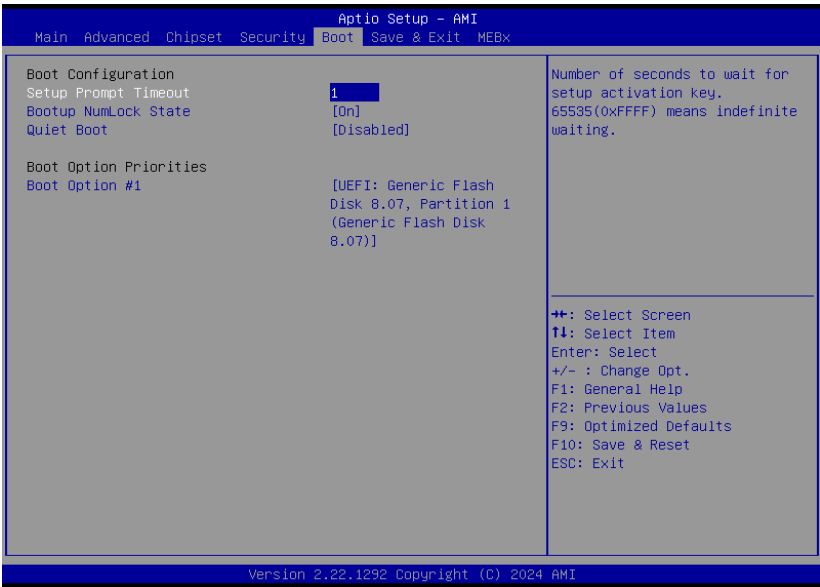 Aptio Setup – AMI
Main Advanced Chipset Security Boot Save & Exit MEBx
Boot Configuration
Setup Prompt Timeout 1
Bootup NumLock State [On]
Quiet Boot [Disabled]
Boot Option Priorities
Boot Option #1 [UEFI: Generic Flash
Disk 8.07, Partition 1
(Generic Flash Disk
8.07)]
Number of seconds to wait for
setup activation key.
65535(0xFFFF) means indefinite
waiting.
→←: Select Screen
↑↓: Select Item
Enter: Select
+/- : Change Opt.
F1: General Help
F2: Previous Values
F9: Optimized Defaults
F10: Save & Reset
ESC: Exit
Version 2.22.1292 Copyright (C) 2024 AMI